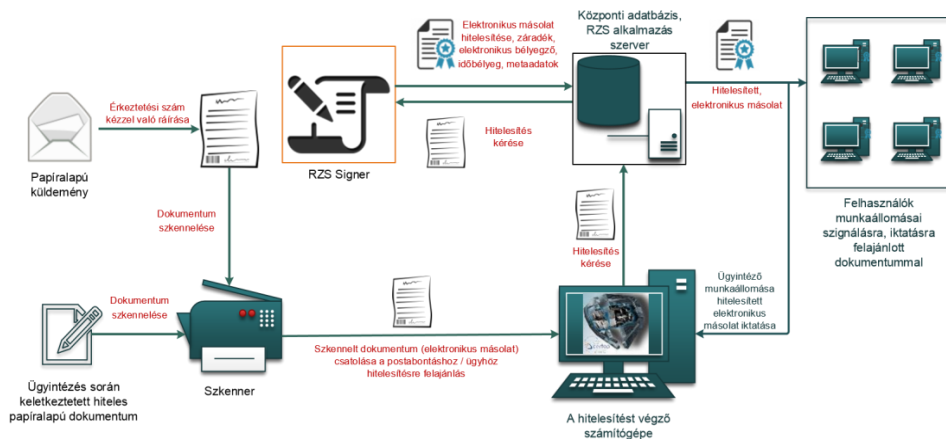 Elektronikus másolat
hitelesítése, záradék,
elektronikus bélyegző,
időbélyeg, metaadatok
Központi adatbázis,
RZS alkalmazás
szerver
Érkeztetési szám
kézzel való ráírása
Hitelesített,
elektronikus másolat
Hitelesítés
kérése
Papíralapú
küldemény
RZS Signer
Felhasználók
munkaállomásai
szignálásra, iktatásra
felajánlott
dokumentummal
Dokumentum
szkennelése
Hitelesítés
kérése
Ügyintéző
munkaállomása
hitelesített
elektronikus
másolat iktatása
Dokumentum
szkennelése
Szkennelt dokumentum (elektronikus másolat)
csatolása a postabontáshoz / ügyhöz
hitelesítésre felajánlás
Ügyintézés során
keletkeztetett hiteles
papíralapú dokumentum
Szkenner
A hitelesítést végző
számítógépe